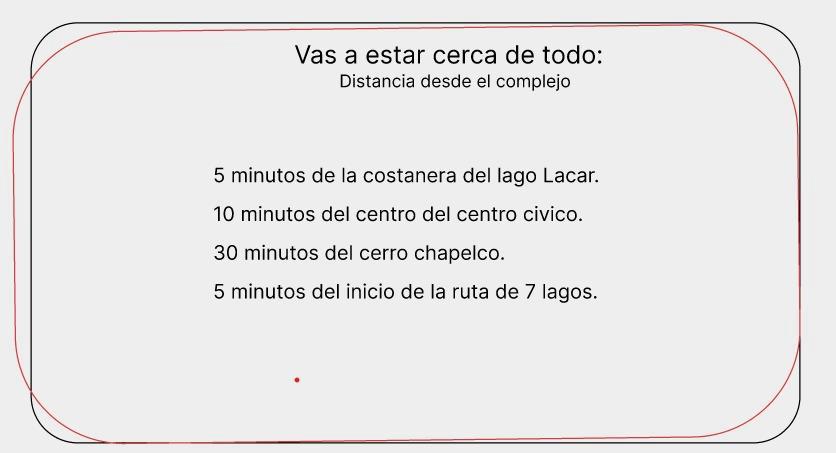 Vas a estar cerca de todo:
Distancia desde el complejo
5 minutos de la costanera del lago Lacar.
10 minutos del centro del centro civico.
30 minutos del cerro chapelco.
5 minutos del inicio de la ruta de 7 lagos.